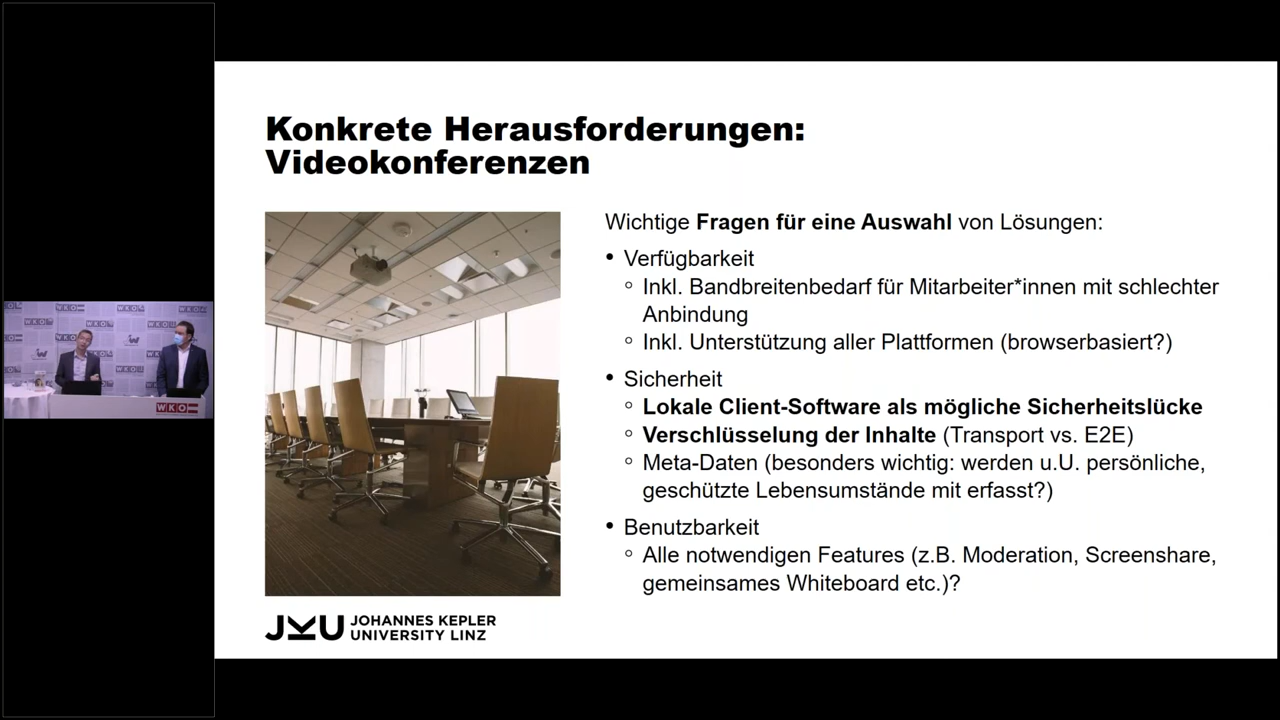 Konkrete Herausforderungen:
Videokonferenzen
Wichtige Fragen für eine Auswahl von Lösungen:
• Verfügbarkeit
◦ Inkl. Bandbreitenbedarf für Mitarbeiter*innen mit schlechter
Anbindung
◦ Inkl. Unterstützung aller Plattformen (browserbasiert?)
• Sicherheit
◦ Lokale Client-Software als mögliche Sicherheitslücke
◦ Verschlüsselung der Inhalte (Transport vs. E2E)
◦ Meta-Daten (besonders wichtig: werden u.U. persönliche,
geschützte Lebensumstände mit erfasst?)
• Benutzbarkeit
◦ Alle notwendigen Features (z.B. Moderation, Screenshare,
gemeinsames Whiteboard etc.)?
JKU JOHANNES KEPLER
UNIVERSITY LINZ
WKO